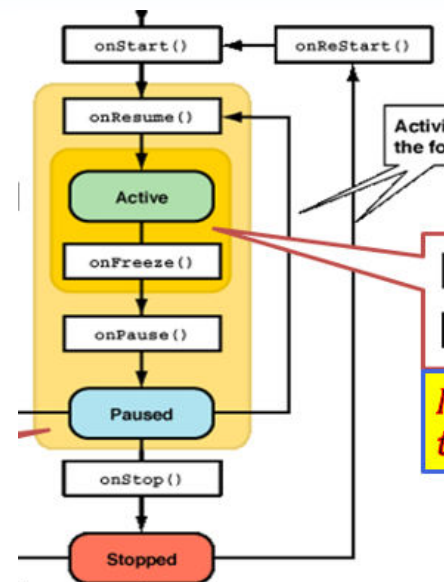 onStart()
onReStart()
onResume()
Activi
the fo
Active
onFreeze()
onPause()
Paused
onStop()
Stopped